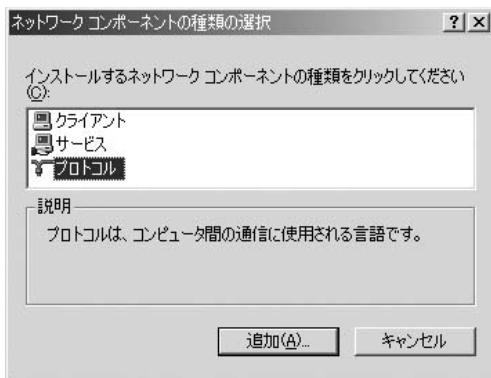 ネットワーク コンポーネントの種類の選択
インストールするネットワーク コンポーネントの種類をクリックしてください
(C):
クライアント
サービス
プロトコル
説明
プロトコルは、コンピュータ間の通信に使用される言語です。
追加(A)...
キャンセル